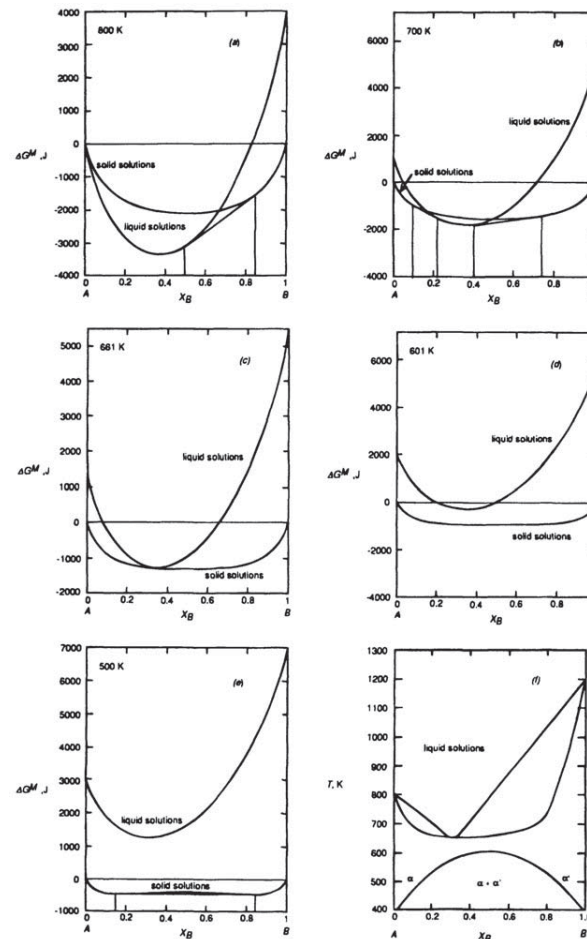 4000
800 K
(a)
3000
2000
1000
ΔG^M ,J
0
solid solutions
-1000
-2000
liquid solutions
-3000
-4000
0 0.2 0.4 0.6 0.8 1
A X_B B
700 K
(b)
6000
4000
liquid solutions
2000
ΔG^M ,J
solid solutions
0
-2000
-4000
0 0.2 0.4 0.6 0.8 1
A X_B B
5000
661 K
(c)
4000
3000
liquid solutions
2000
ΔG^M ,J
1000
0
-1000
solid solutions
-2000
0 0.2 0.4 0.6 0.8 1
A X_B B
601 K
(d)
6000
4000
liquid solutions
2000
ΔG^M ,J
0
solid solutions
-2000
-4000
0 0.2 0.4 0.6 0.8 1
A X_B B
7000
500 K
(e)
6000
5000
4000
ΔG^M ,J
3000
2000
liquid solutions
1000
0
solid solutions
-1000
0 0.2 0.4 0.6 0.8 1
A X_B B
1300
(f)
1200
1100
1000
liquid solutions
900
T, K
800
700
600
α
α + α'
α'
500
400
0 0.2 0.4 0.6 0.8 1.0
A X_B B